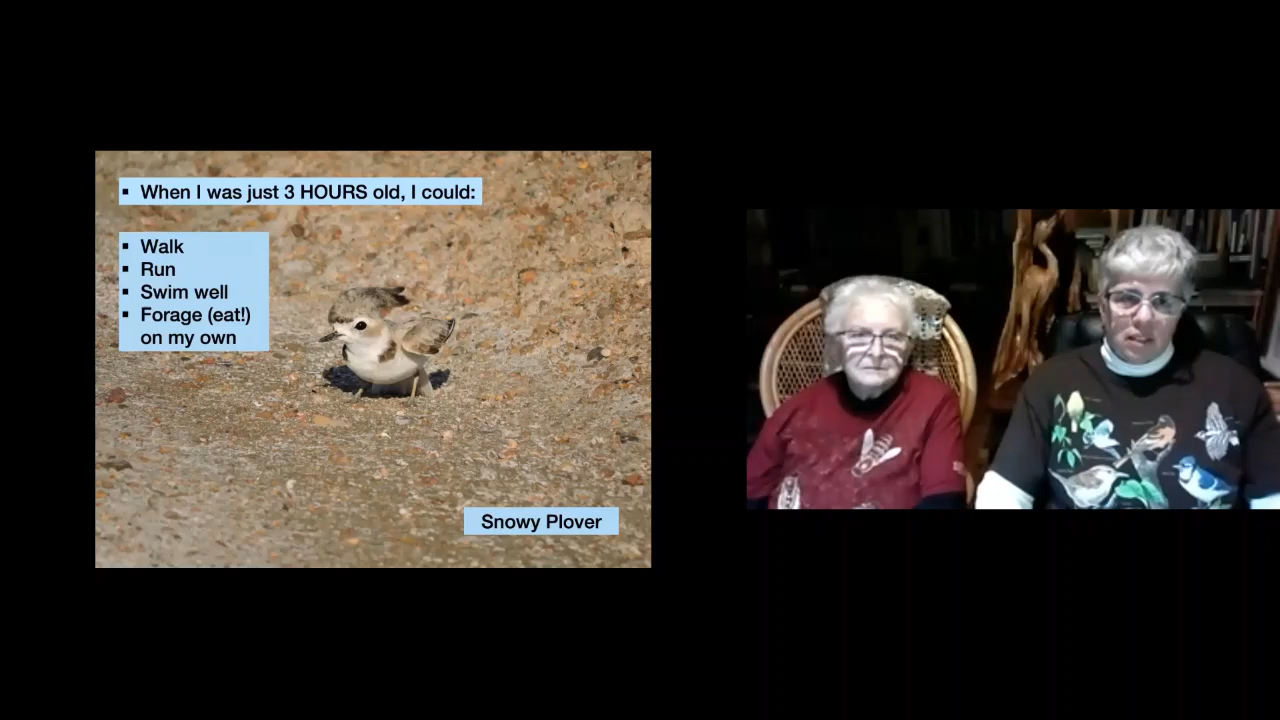 ▪ When I was just 3 HOURS old, I could:
▪ Walk
▪ Run
▪ Swim well
▪ Forage (eat!)
on my own
Snowy Plover